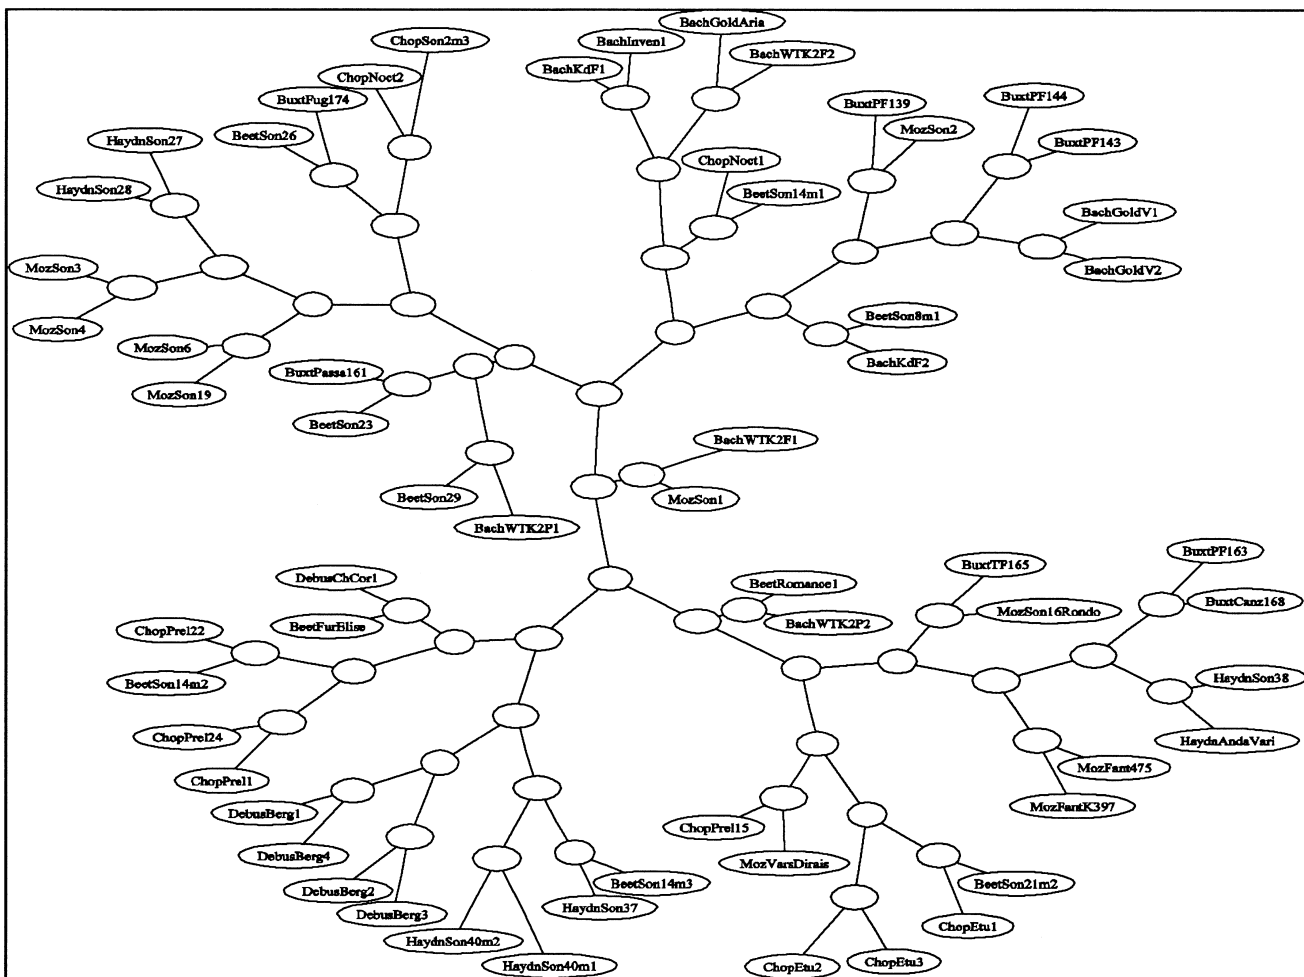 BachGoldAria
ChopSon2m3
BachInven1
BachWTK2F2
BachKdF1
ChopNoct2
BuxtFug174
BeetSon26
HaydnSon27
HaydnSon28
BuxtPF139
BuxtPF144
MozSon2
BuxtPF143
ChopNoct1
BeetSon14m1
BachGoldV1
BachGoldV2
MozSon3
MozSon4
MozSon6
MozSon19
BuxtPassa161
BeetSon23
BeetSon8m1
BachKdF2
BachWTK2F1
MozSon1
BeetSon29
BachWTK2P1
DebusChCor1
BeetFurElise
BeetRomance1
BachWTK2P2
BuxtTF165
MozSon16Rondo
BuxtPF163
BuxtCanz168
ChopPrel22
BeetSon14m2
HaydnSon38
HaydnAndaVari
ChopPrel24
ChopPrel1
MozFant475
MozFantK397
DebusBerg1
DebusBerg4
DebusBerg2
DebusBerg3
ChopPrel15
MozVarsDirais
BeetSon14m3
HaydnSon37
BeetSon21m2
ChopEtu1
HaydnSon40m2
HaydnSon40m1
ChopEtu2
ChopEtu3